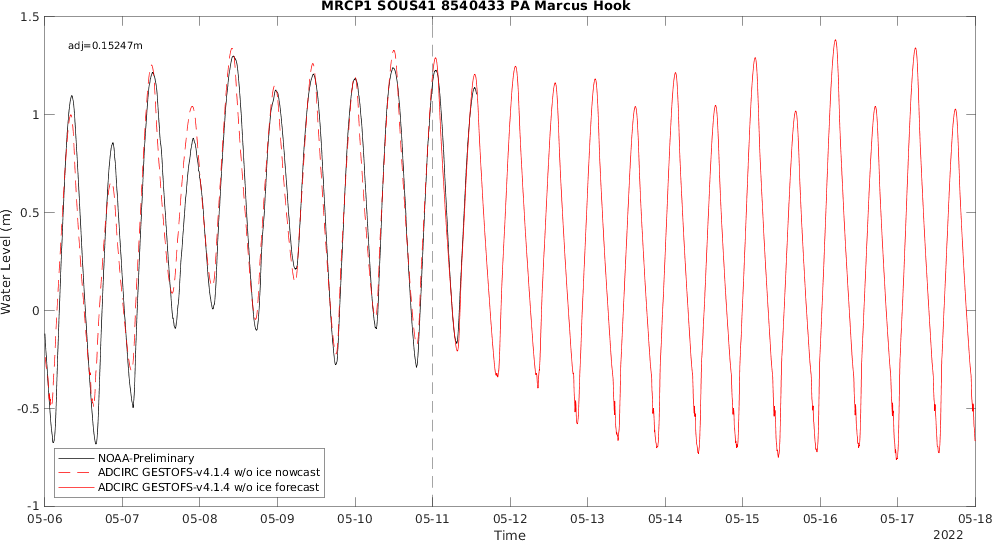 MRCP1 SOUS41 8540433 PA Marcus Hook
adj=0.15247m
1.5
1
0.5
0
-0.5
-1
Water Level (m)
NOAA-Preliminary
ADCIRC GESTOFS-v4.1.4 w/o ice nowcast
ADCIRC GESTOFS-v4.1.4 w/o ice forecast
05-06 05-07 05-08 05-09 05-10 05-11 05-12 05-13 05-14 05-15 05-16 05-17 05-18
Time
2022